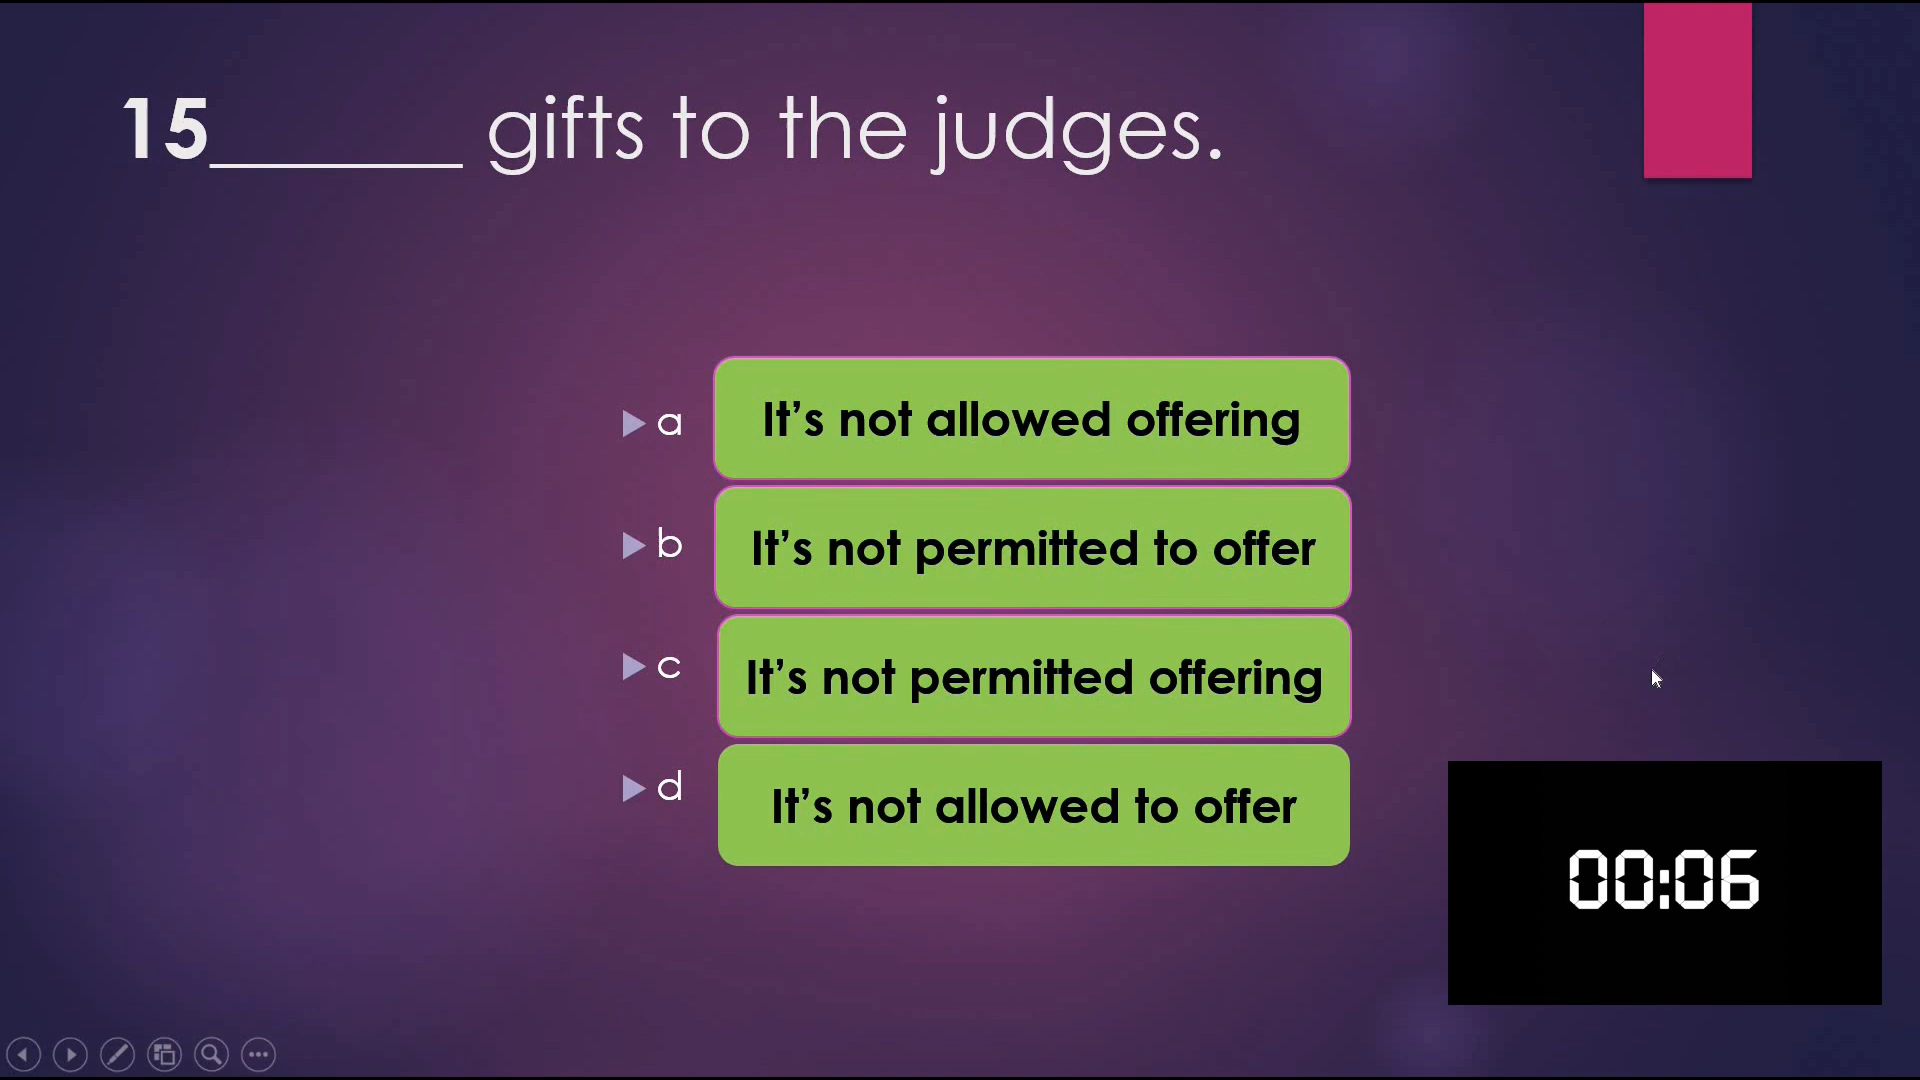 15______ gifts to the judges.
a It’s not allowed offering
b It’s not permitted to offer
c It’s not permitted offering
d It’s not allowed to offer
00:06